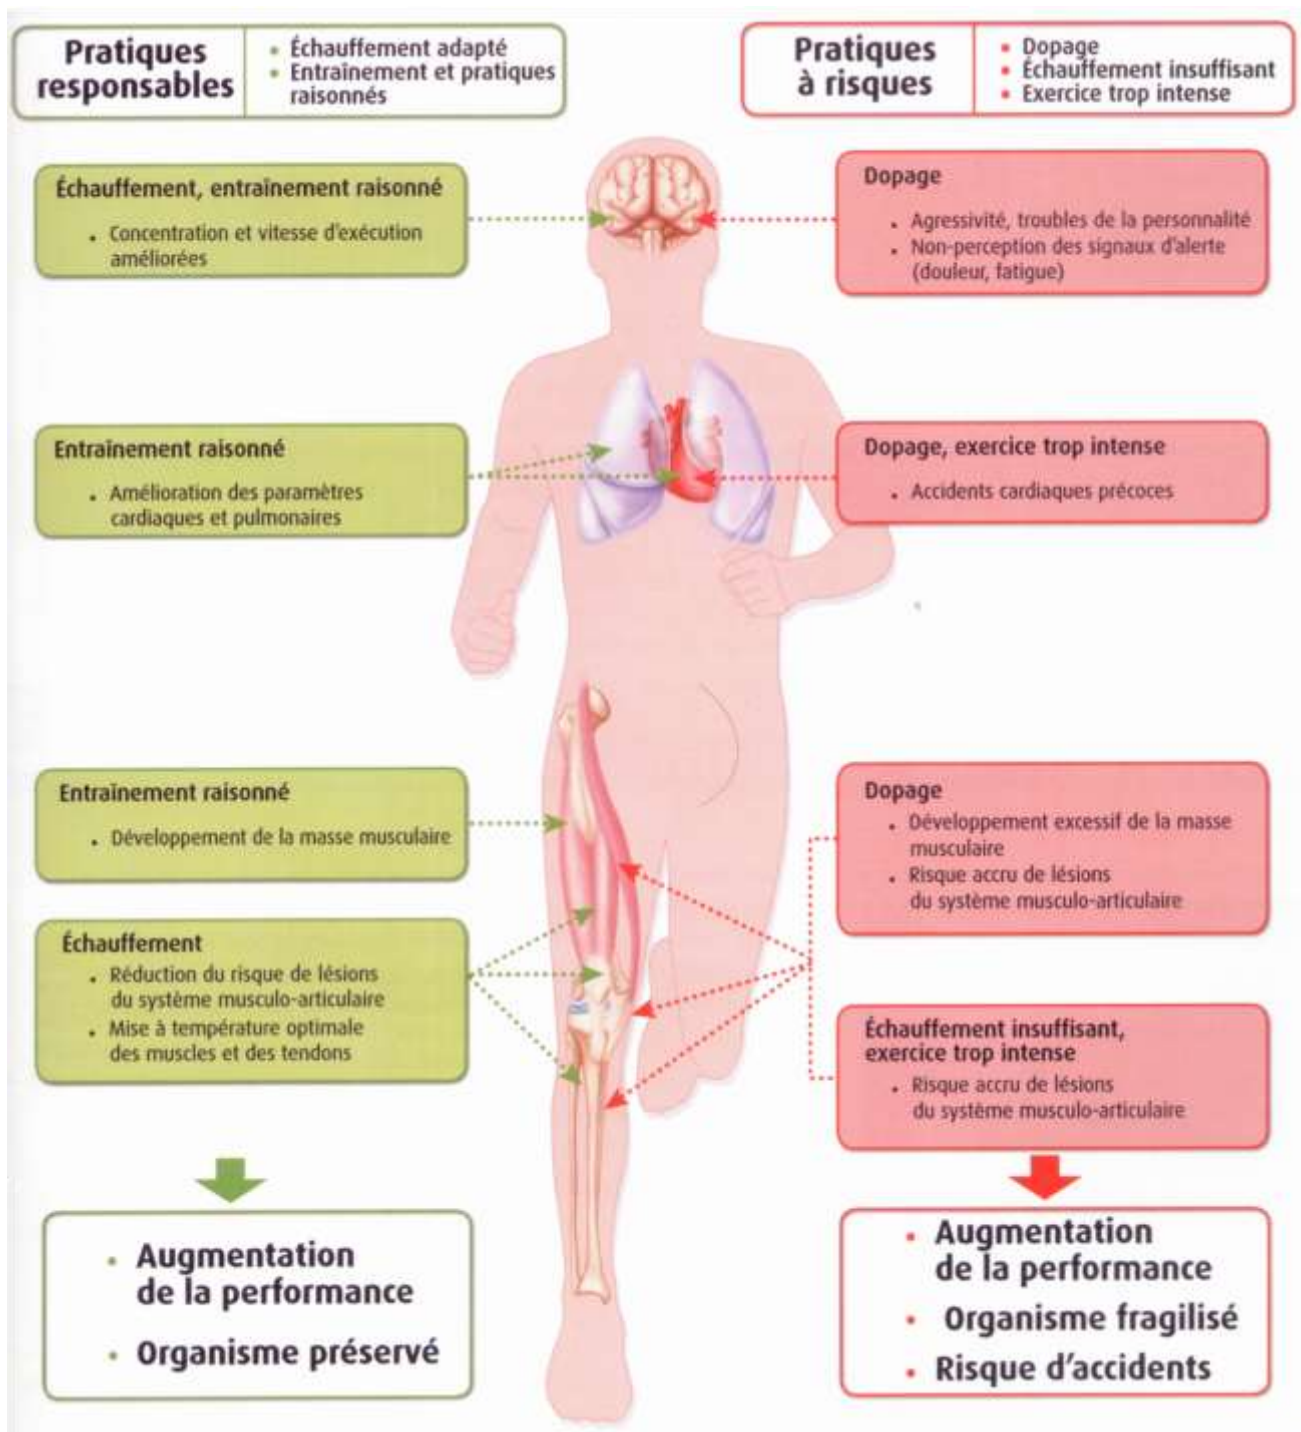 Pratiques
responsables
• Échauffement adapté
• Entraînement et pratiques
raisonnés
Pratiques
à risques
• Dopage
• Échauffement insuffisant
• Exercice trop intense
Échauffement, entraînement raisonné
• Concentration et vitesse d'exécution
améliorées
Dopage
• Agressivité, troubles de la personnalité
• Non-perception des signaux d'alerte
(douleur, fatigue)
Entraînement raisonné
• Amélioration des paramètres
cardiaques et pulmonaires
Dopage, exercice trop intense
• Accidents cardiaques précoces
Entraînement raisonné
• Développement de la masse musculaire
Dopage
• Développement excessif de la masse
musculaire
• Risque accru de lésions
du système musculo-articulaire
Échauffement
• Réduction du risque de lésions
du système musculo-articulaire
• Mise à température optimale
des muscles et des tendons
Échauffement insuffisant,
exercice trop intense
• Risque accru de lésions
du système musculo-articulaire
• Augmentation
de la performance
• Organisme préservé
• Augmentation
de la performance
• Organisme fragilisé
• Risque d'accidents